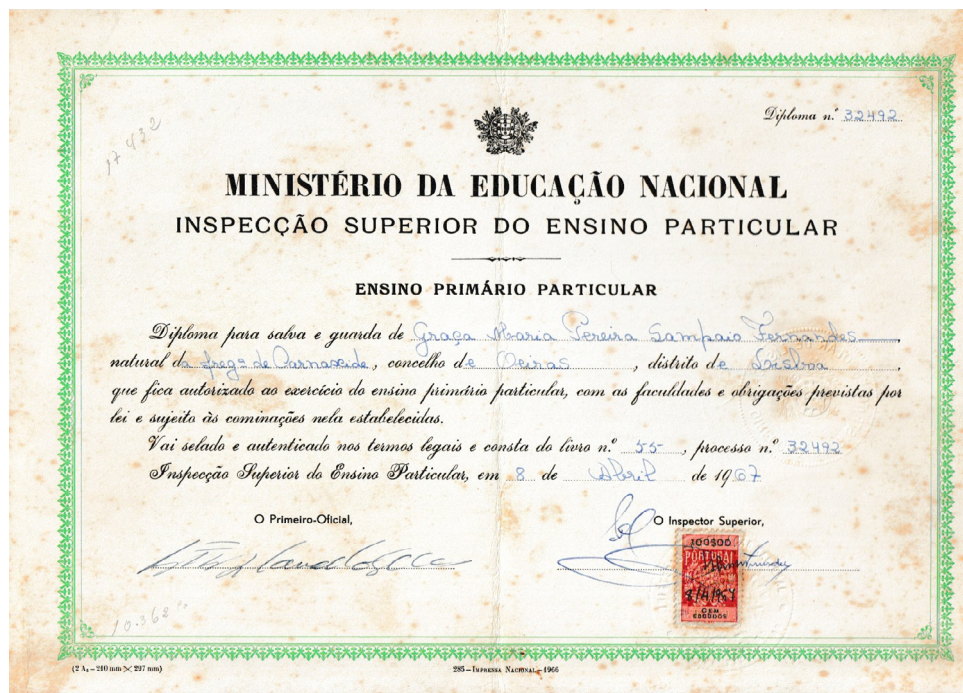 Diploma n.º 32492
17432
MINISTÉRIO DA EDUCAÇÃO NACIONAL
INSPECÇÃO SUPERIOR DO ENSINO PARTICULAR
ENSINO PRIMÁRIO PARTICULAR
Diploma para salva e guarda de Graça Maria Pereira Sampaio Fernandes,
natural da freg.ª de Carnaxide, concelho de Oeiras, distrito de Lisboa,
que fica autorizado ao exercício do ensino primário particular, com as faculdades e obrigações previstas por
lei e sujeito às cominações nela estabelecidas.
Vai selado e autenticado nos termos legais e consta do livro n.º 55, processo n.º 32492
Inspecção Superior do Ensino Particular, em 8 de Abril de 1967
O Primeiro-Oficial,
O Inspector Superior,
100$00
PORTUGAL
8/4/1967
CEM
ESCUDOS
10.368
(2 A₄ – 210 mm × 297 mm)
285 – IMPRENSA NACIONAL – 1966